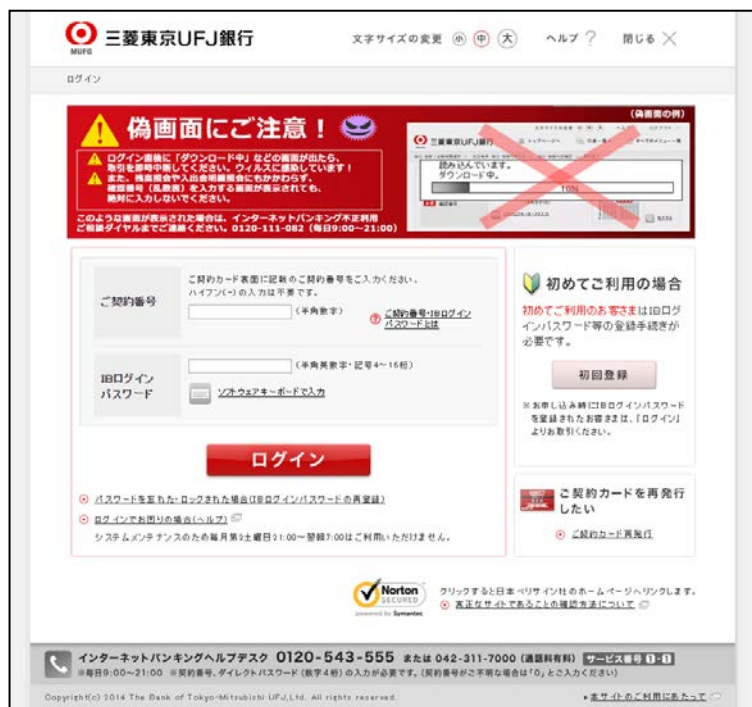 MUFG
三菱東京UFJ銀行
文字サイズの変更 小 中 大
ヘルプ ?
閉じる ×
ログイン
偽画面にご注意！
ログイン直後に「ダウンロード中」などの画面が出たら、
取引を即時中断してください。ウィルスに感染しています！
また、残高照会や入出金明細照会にもかかわらず、
確認番号（乱数表）を入力する画面が表示されても、
絶対に入力しないでください。
このような画面が表示された場合は、インターネットバンキング不正利用
ご相談ダイヤルまでご連絡ください。0120-111-082（毎日9:00～21:00）
（偽画面の例）
三菱東京UFJ銀行
読み込んでいます。
ダウンロード中。
100%
ご契約番号
ご契約カード裏面に記載のご契約番号をご入力ください。
ハイフン(-)の入力は不要です。
(半角数字)
ご契約番号・IBログイン
パスワードとは
IBログイン
パスワード
(半角英数字・記号4～16桁)
ソフトウェアキーボードで入力
ログイン
パスワードを忘れた・ロックされた場合(IBログインパスワードの再登録)
ログインでお困りの場合(ヘルプ)
システムメンテナンスのため毎月第2土曜日21:00～翌朝7:00はご利用いただけません。
初めてご利用の場合
初めてご利用のお客さまはIBログ
インパスワード等の登録手続きが
必要です。
初回登録
※お申し込み時にIBログインパスワード
を登録されたお客さまは、「ログイン」
よりお取引ください。
ご契約カードを再発行
したい
ご契約カード再発行
Norton
SECURED
powered by Symantec
クリックすると日本ベリサイン社のホームページへリンクします。
真正なサイトであることの確認方法について
インターネットバンキングヘルプデスク 0120-543-555 または 042-311-7000（通話料有料） サービス番号 1-1
※毎日9:00～21:00 ※契約番号、ダイレクトパスワード（数字4桁）の入力が必要です。（契約番号がご不明な場合は「0」とご入力ください）
Copyright(c) 2014 The Bank of Tokyo-Mitsubishi UFJ,Ltd. All rights reserved.
本サイトのご利用にあたって